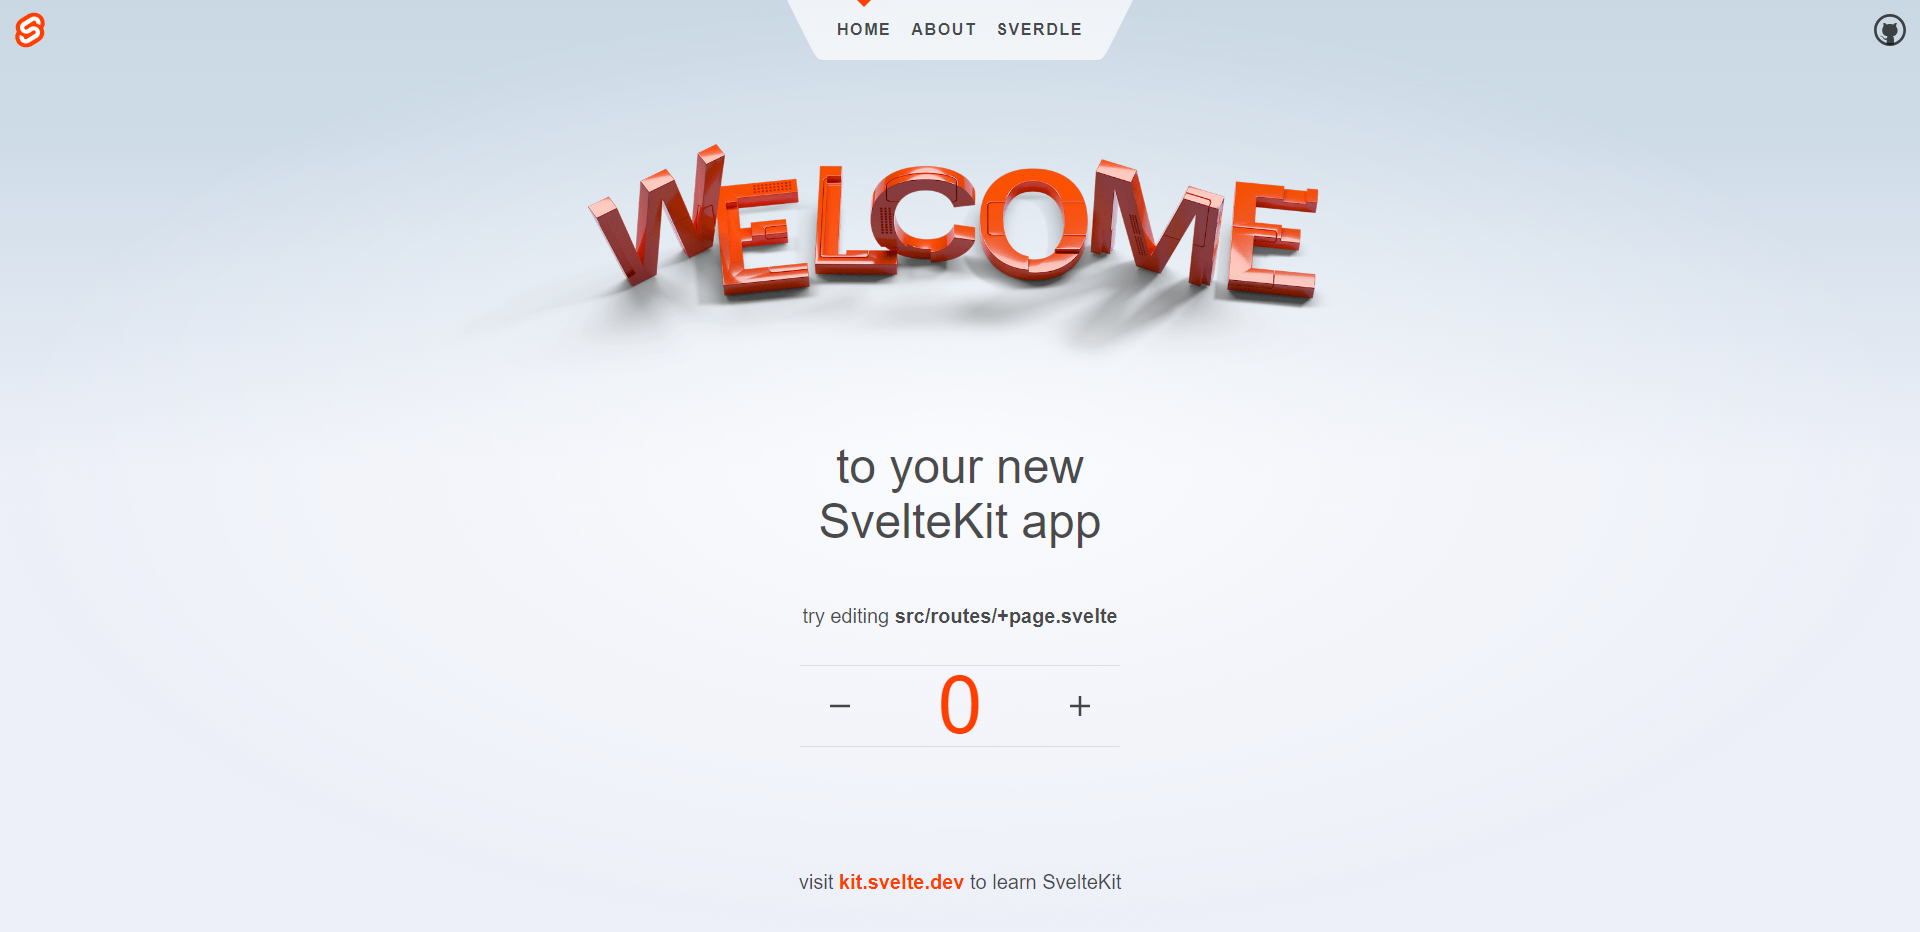 HOME ABOUT SVERDLE
WELCOME
to your new
SvelteKit app
try editing src/routes/+page.svelte
− 0 +
visit kit.svelte.dev to learn SvelteKit